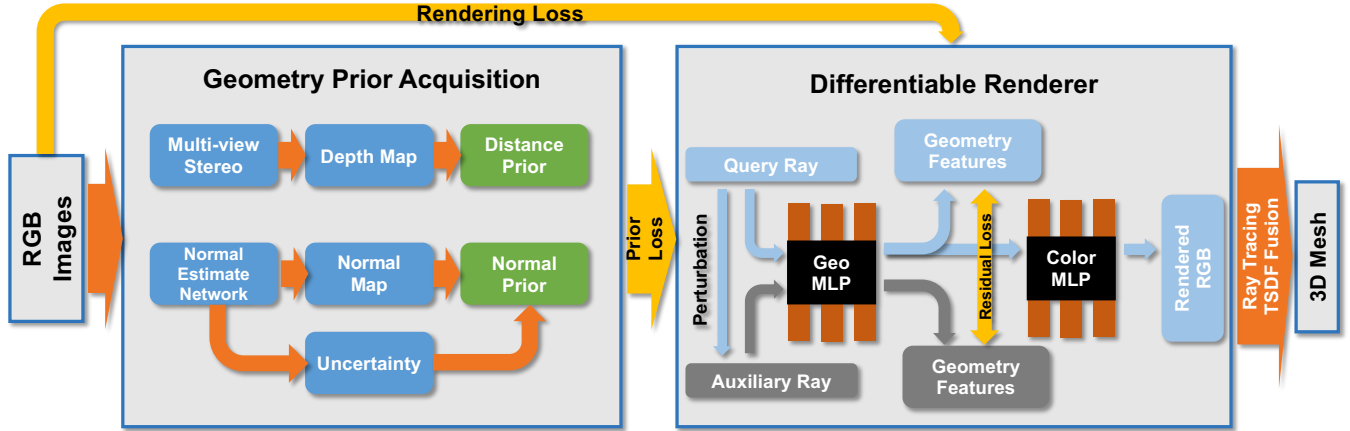 Rendering Loss
RGB
Images
Geometry Prior Acquisition
Multi-view
Stereo
Depth Map
Distance
Prior
Normal
Estimate
Network
Normal
Map
Normal
Prior
Uncertainty
Prior
Loss
Differentiable Renderer
Query Ray
Geometry
Features
Perturbation
Geo
MLP
Residual Loss
Color
MLP
Rendered
RGB
Auxiliary Ray
Geometry
Features
Ray Tracing
TSDF Fusion
3D Mesh